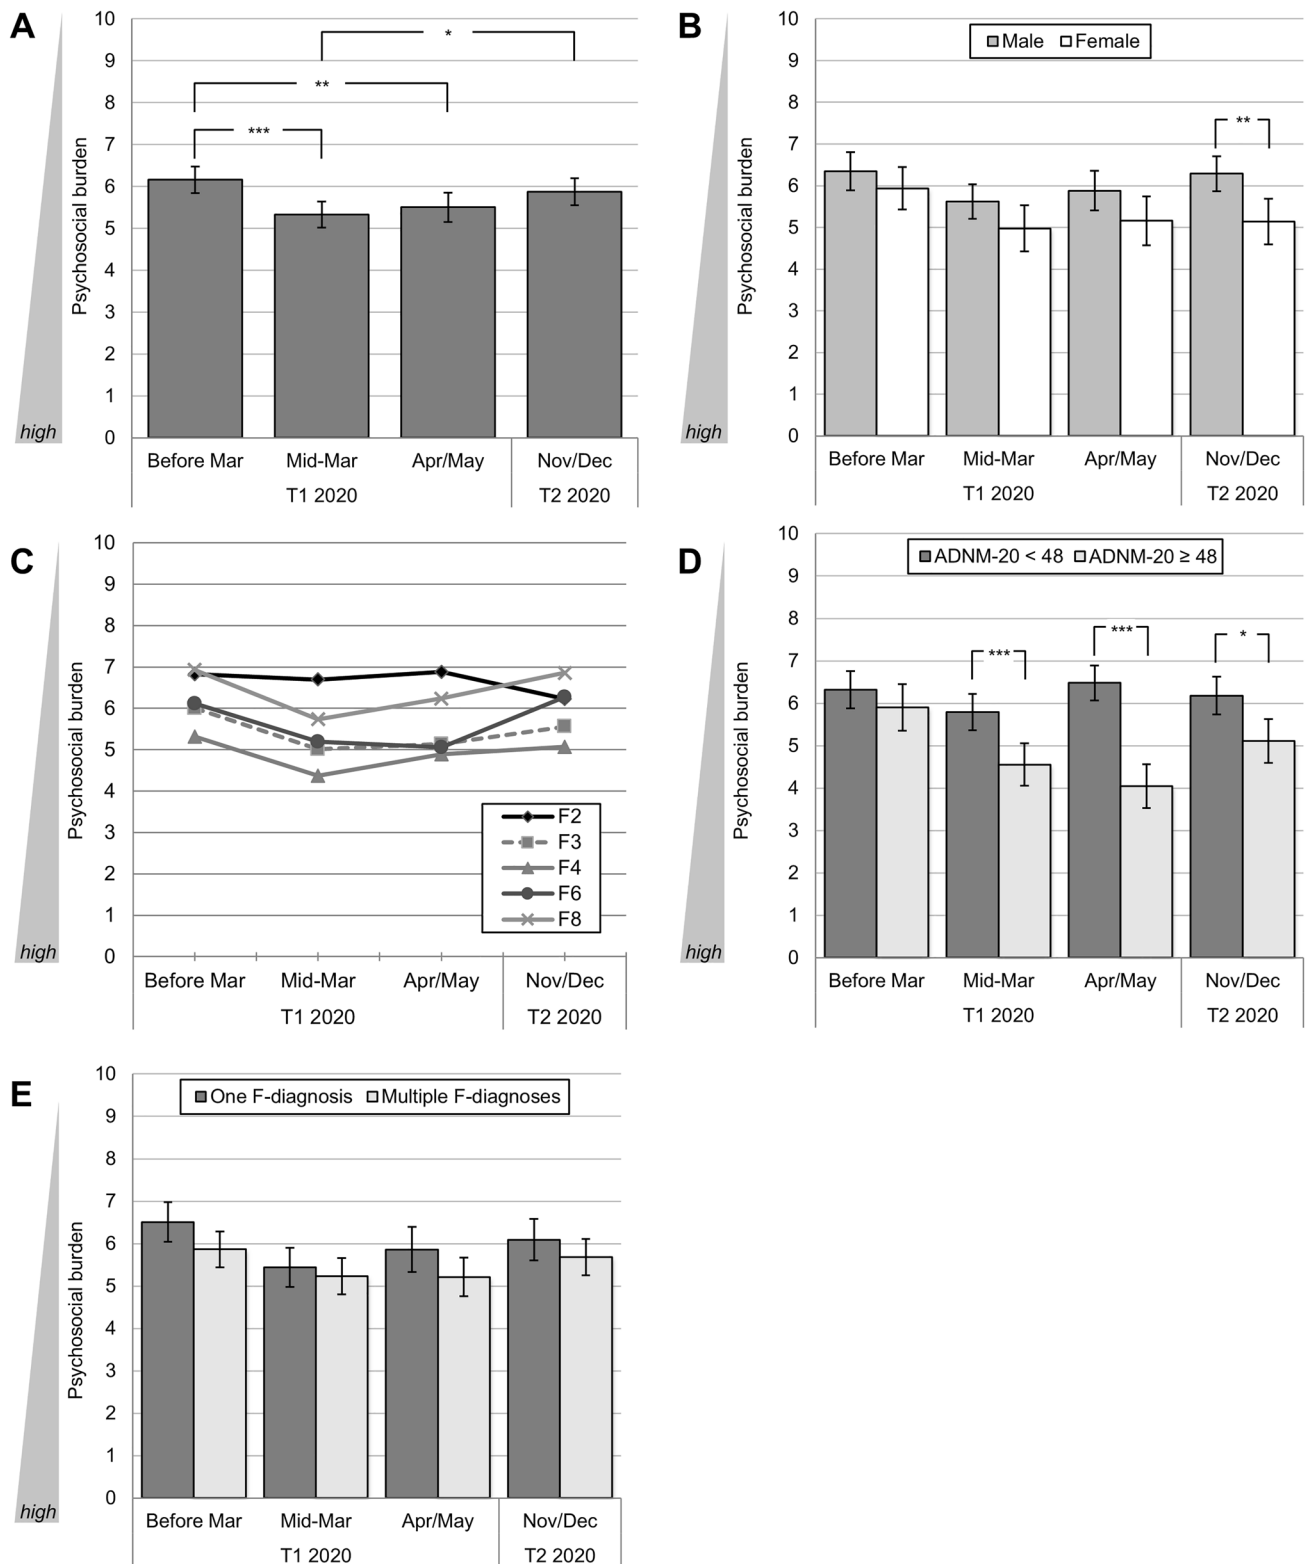 A
Psychosocial burden
high
10
9
8
7
6
5
4
3
2
1
0
*
**
***
Before Mar Mid-Mar Apr/May Nov/Dec
T1 2020 T2 2020
B
Psychosocial burden
high
10
9
8
7
6
5
4
3
2
1
0
Male Female
**
Before Mar Mid-Mar Apr/May Nov/Dec
T1 2020 T2 2020
C
Psychosocial burden
high
10
9
8
7
6
5
4
3
2
1
0
F2
F3
F4
F6
F8
Before Mar Mid-Mar Apr/May Nov/Dec
T1 2020 T2 2020
D
Psychosocial burden
high
10
9
8
7
6
5
4
3
2
1
0
ADNM-20 < 48 ADNM-20 ≥ 48
*** *** *
Before Mar Mid-Mar Apr/May Nov/Dec
T1 2020 T2 2020
E
Psychosocial burden
high
10
9
8
7
6
5
4
3
2
1
0
One F-diagnosis Multiple F-diagnoses
Before Mar Mid-Mar Apr/May Nov/Dec
T1 2020 T2 2020